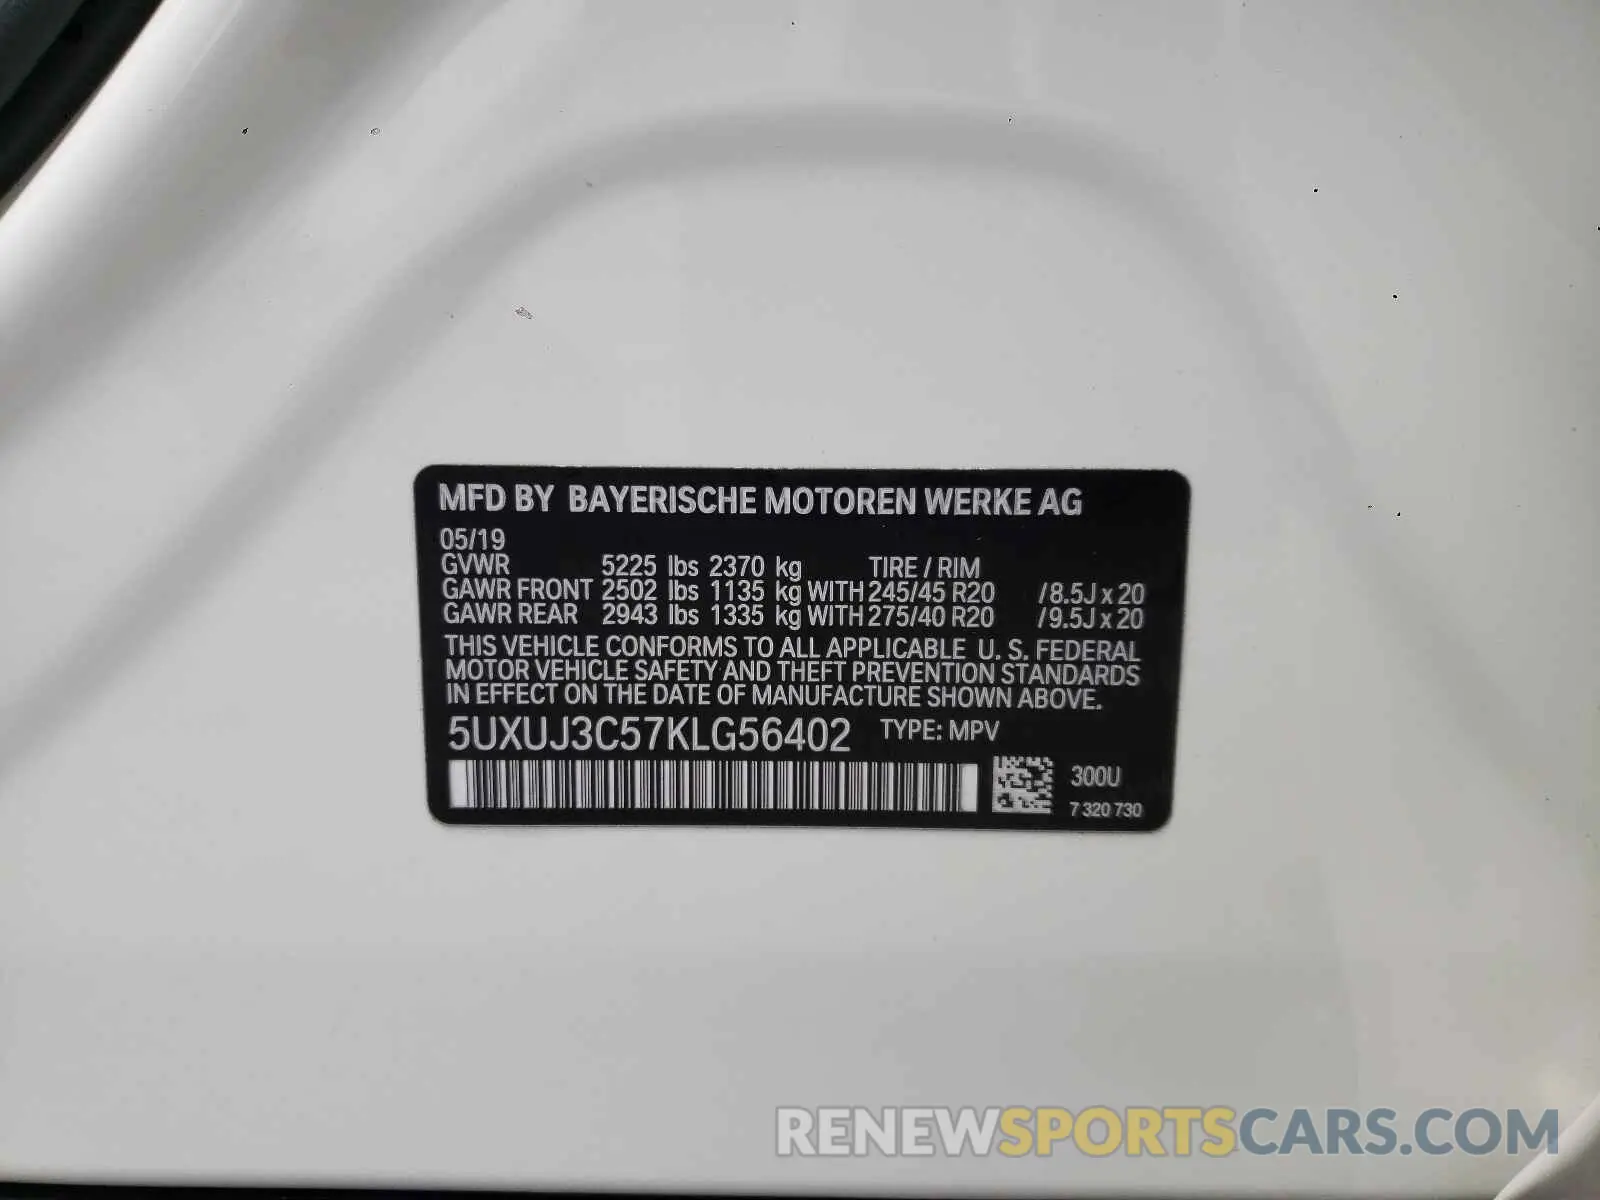 MFD BY BAYERISCHE MOTOREN WERKE AG
05/19
GVWR 5225 lbs 2370 kg TIRE / RIM
GAWR FRONT 2502 lbs 1135 kg WITH 245/45 R20 /8.5J x 20
GAWR REAR 2943 lbs 1335 kg WITH 275/40 R20 /9.5J x 20
THIS VEHICLE CONFORMS TO ALL APPLICABLE U. S. FEDERAL
MOTOR VEHICLE SAFETY AND THEFT PREVENTION STANDARDS
IN EFFECT ON THE DATE OF MANUFACTURE SHOWN ABOVE.
5UXUJ3C57KLG56402 TYPE: MPV
300U
7 320 730
RENEWSPORTSCARS.COM